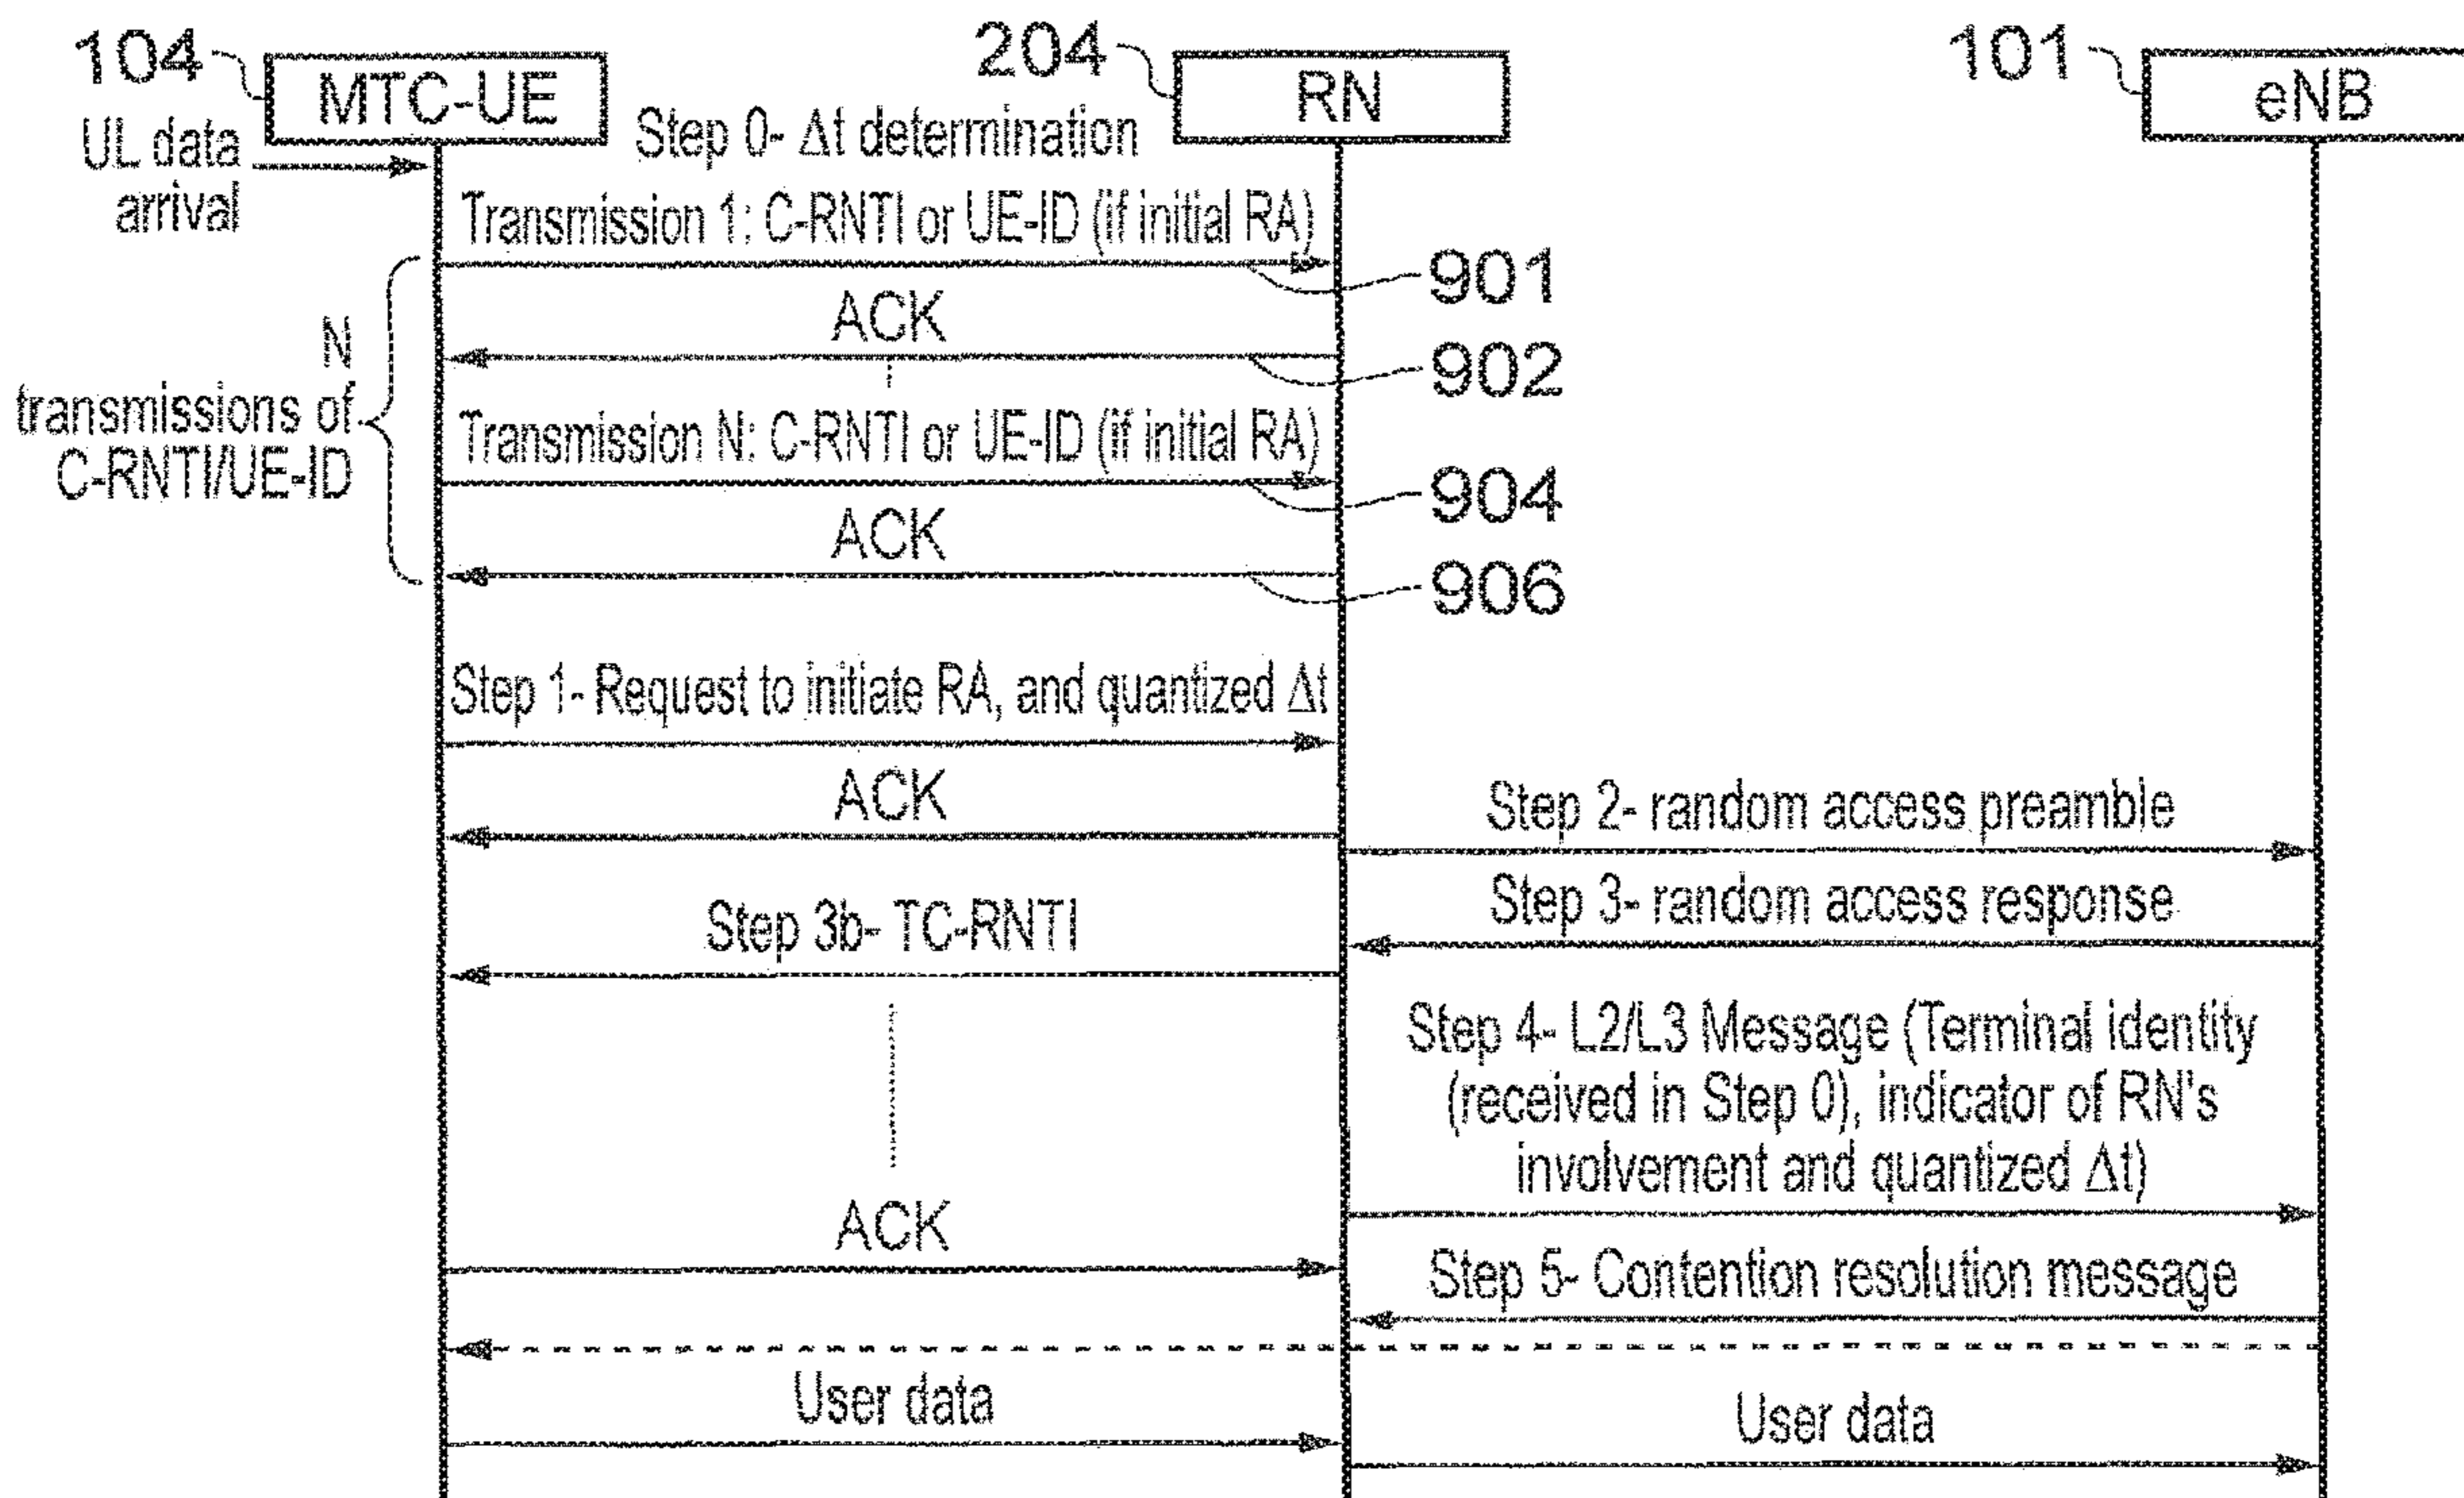 104
MTC-UE
204
RN
101
eNB
UL data
arrival
Step 0- Δt determination
Transmission 1: C-RNTI or UE-ID (if initial RA)
901
ACK
902
N
transmissions of
C-RNTI/UE-ID
Transmission N: C-RNTI or UE-ID (if initial RA)
904
ACK
906
Step 1- Request to initiate RA, and quantized Δt
ACK
Step 2- random access preamble
Step 3- random access response
Step 3b- TC-RNTI
Step 4- L2/L3 Message (Terminal identity
(received in Step 0), indicator of RN's
involvement and quantized Δt)
ACK
Step 5- Contention resolution message
User data
User data